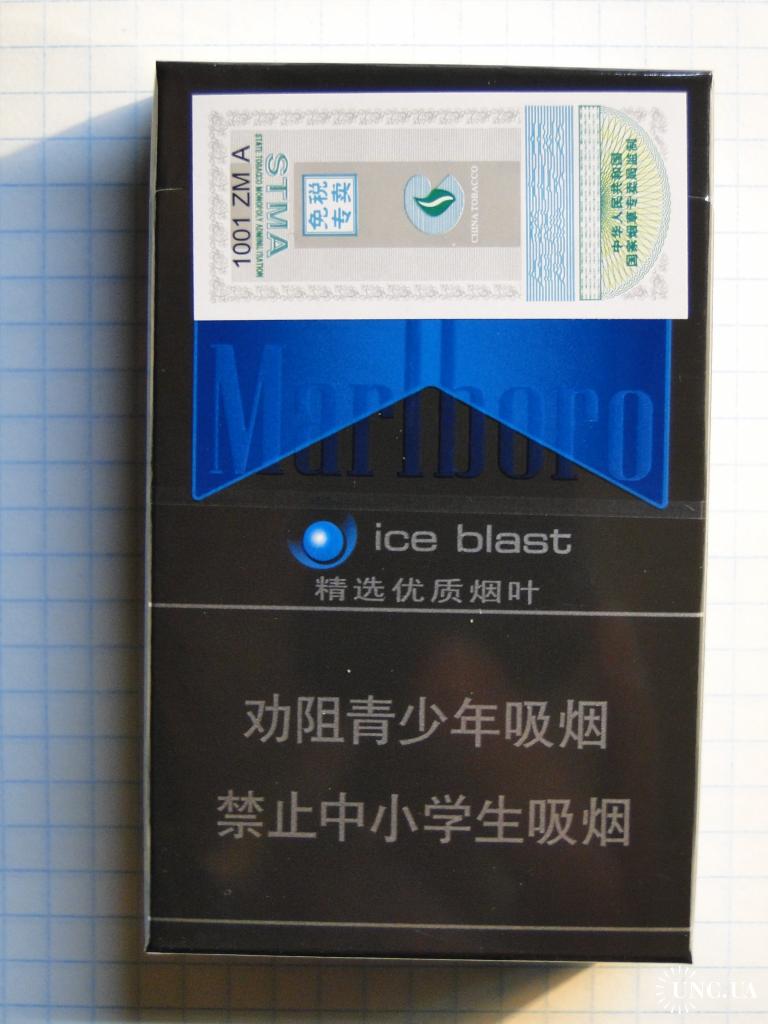 1001 ZM A
STATE TOBACCO MONOPOLY ADMINISTRATION
STMA
免税
专卖
CHINA TOBACCO
中华人民共和国
国家烟草专卖局监制
Marlboro
ice blast
精选优质烟叶
劝阻青少年吸烟
禁止中小学生吸烟
UNC.UA